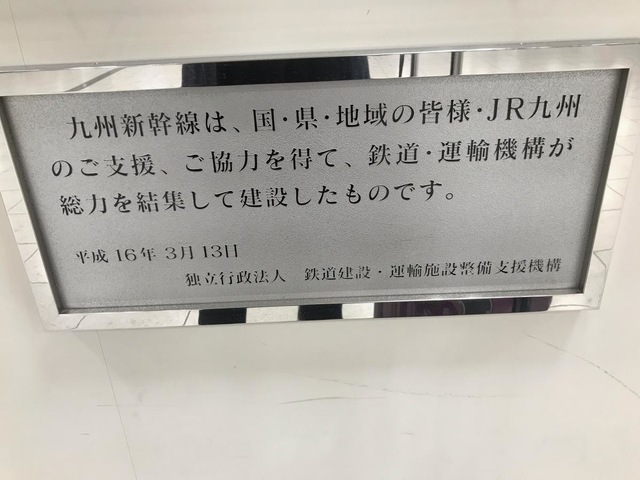 九州新幹線は、国・県・地域の皆様・JR九州
のご支援、ご協力を得て、鉄道・運輸機構が
総力を結集して建設したものです。
平成16年3月13日
独立行政法人 鉄道建設・運輸施設整備支援機構